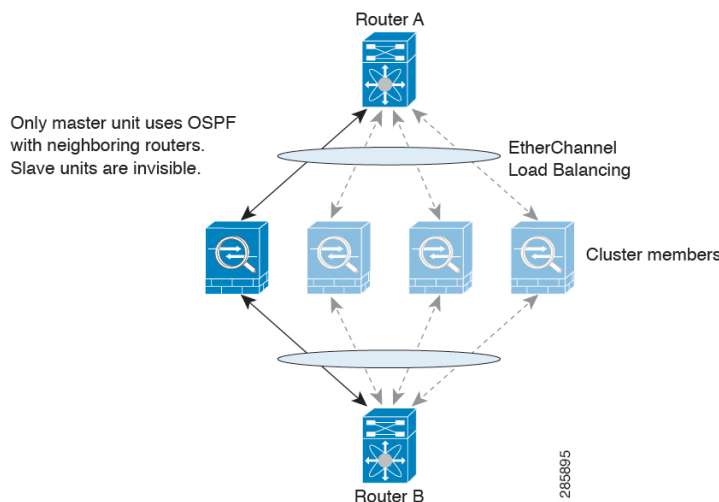 Router A
Only master unit uses OSPF
with neighboring routers.
Slave units are invisible.
EtherChannel
Load Balancing
Cluster members
Router B
285895